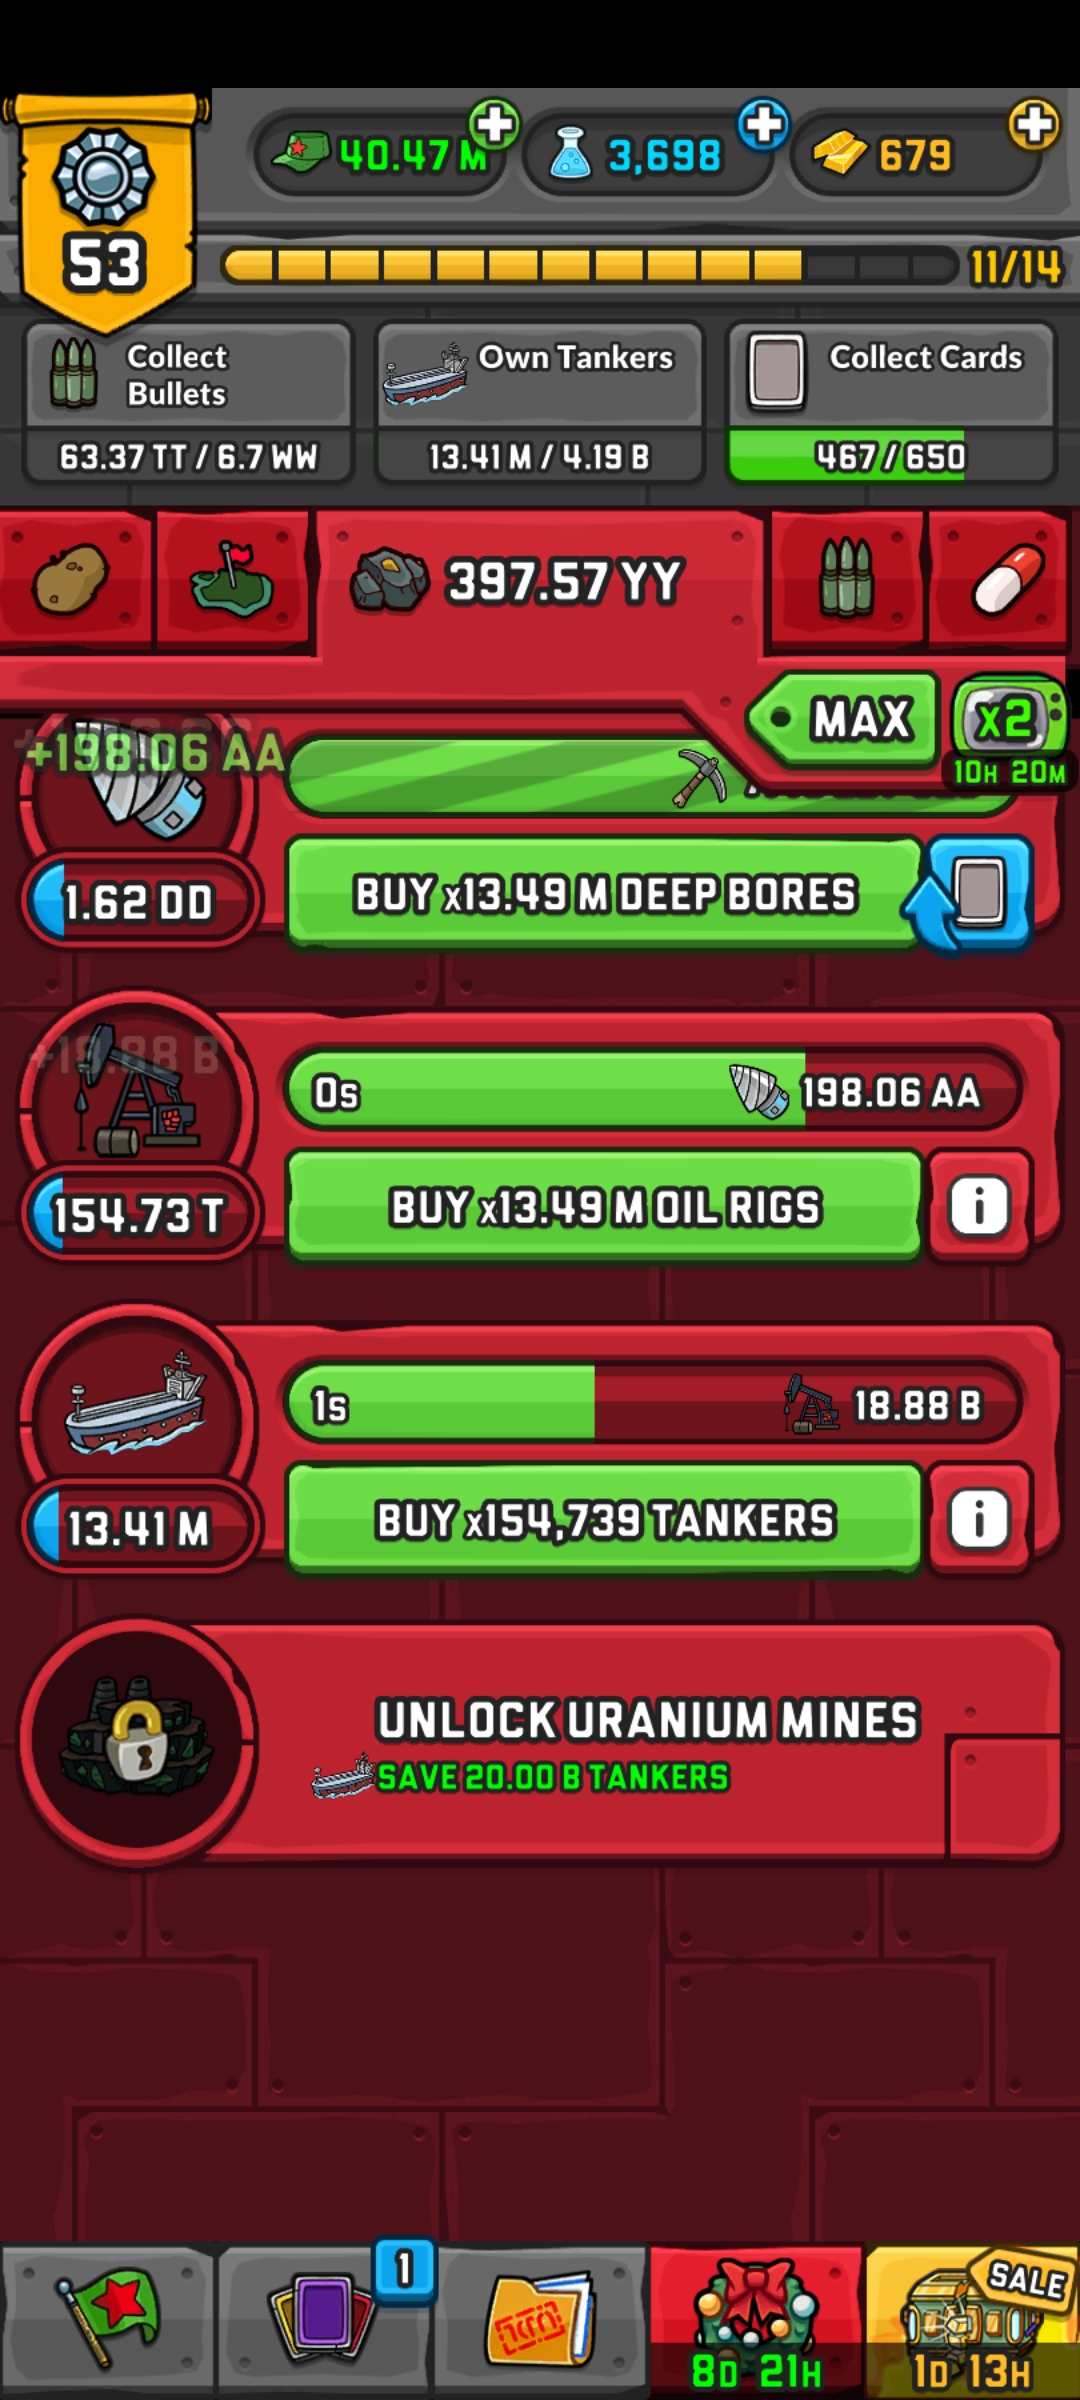 40.47 M
3,698
679
53
11/14
Collect
Bullets
63.37 TT / 6.7 WW
Own Tankers
13.41 M / 4.19 B
Collect Cards
467 / 650
397.57 YY
MAX
x2
10H 20M
+198.06 AA
1.62 DD
BUY x13.49 M DEEP BORES
+18.88 B
0s
198.06 AA
154.73 T
BUY x13.49 M OIL RIGS
i
1s
18.88 B
13.41 M
BUY x154,739 TANKERS
i
UNLOCK URANIUM MINES
SAVE 20.00 B TANKERS
1
8D 21H
SALE
1D 13H